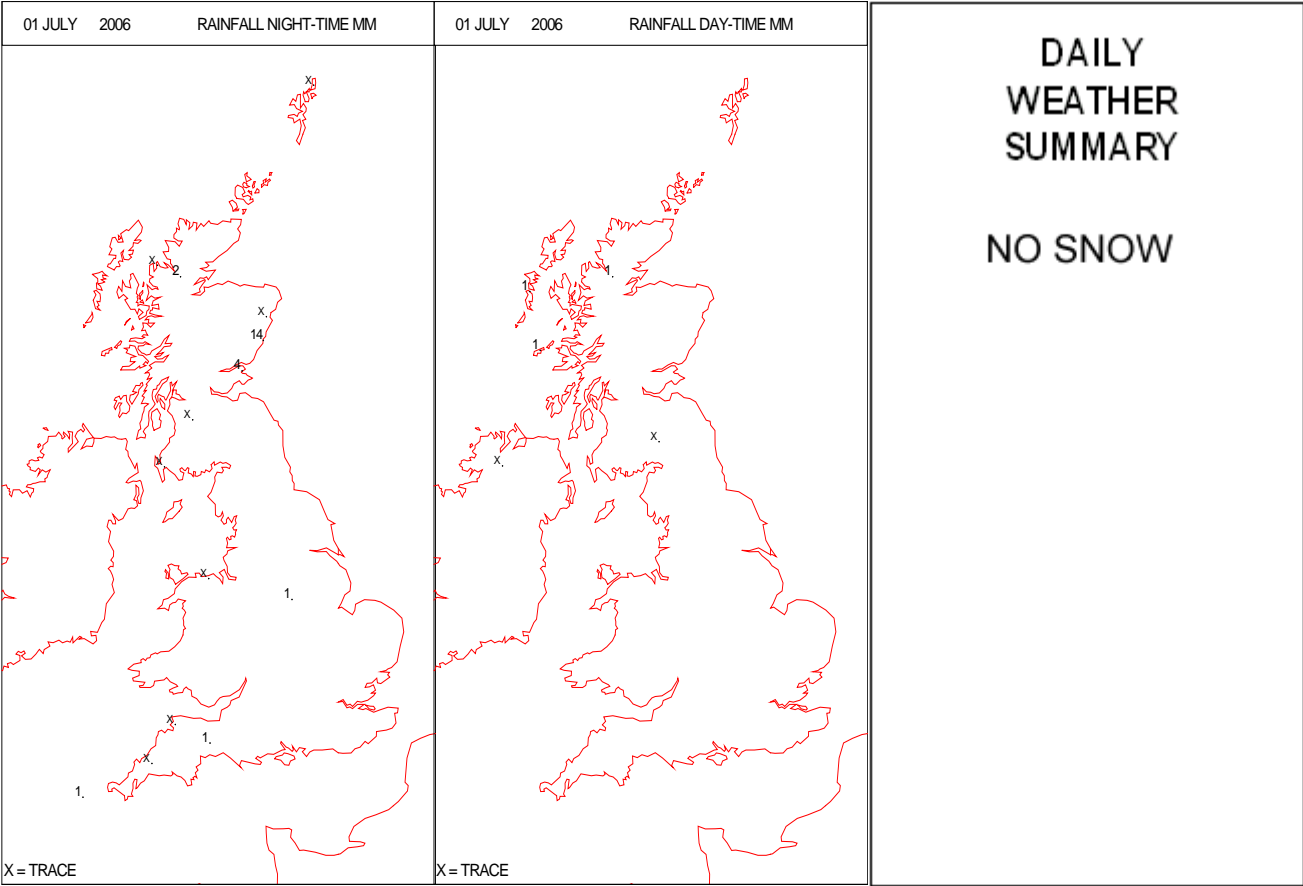 01 JULY 2006 RAINFALL NIGHT-TIME MM
X
X
2.
X.
14.
4.
X.
X.
X.
1.
X.
1.
X.
1.
X = TRACE
01 JULY 2006 RAINFALL DAY-TIME MM
1.
1
1.
X.
X.
X = TRACE
DAILY
WEATHER
SUMMARY
NO SNOW